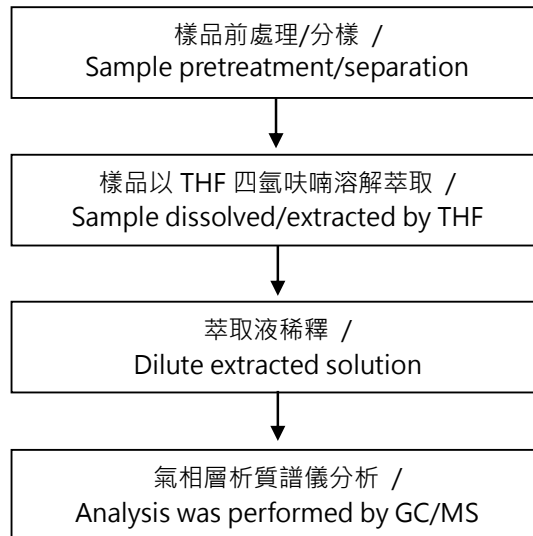 樣品前處理/分樣 /
Sample pretreatment/separation
樣品以 THF 四氫呋喃溶解萃取 /
Sample dissolved/extracted by THF
萃取液稀釋 /
Dilute extracted solution
氣相層析質譜儀分析 /
Analysis was performed by GC/MS